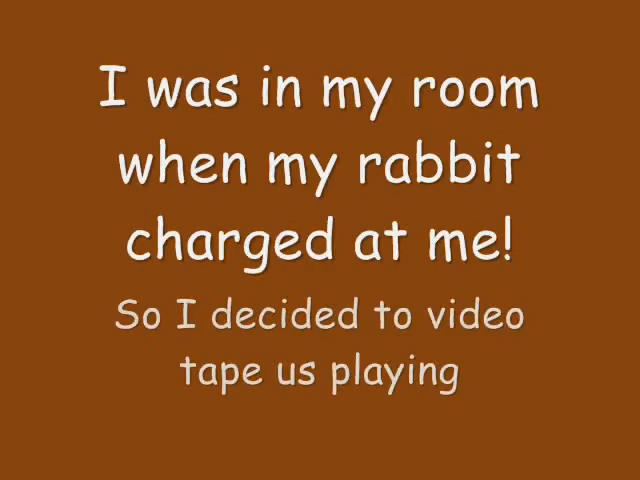 I was in my room
when my rabbit
charged at me!
So I decided to video
tape us playing